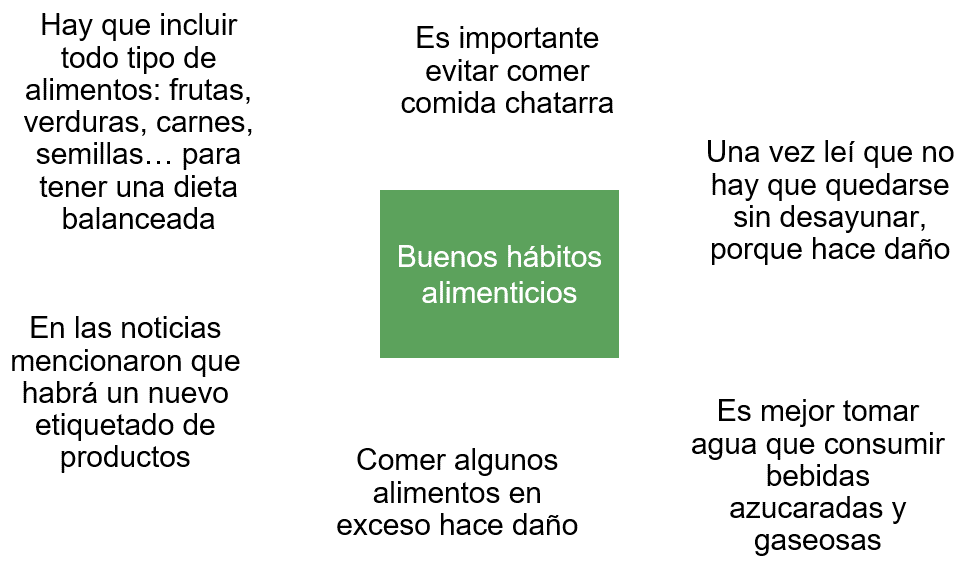 Hay que incluir
todo tipo de
alimentos: frutas,
verduras, carnes,
semillas… para
tener una dieta
balanceada
Es importante
evitar comer
comida chatarra
Una vez leí que no
hay que quedarse
sin desayunar,
porque hace daño
Buenos hábitos
alimenticios
En las noticias
mencionaron que
habrá un nuevo
etiquetado de
productos
Comer algunos
alimentos en
exceso hace daño
Es mejor tomar
agua que consumir
bebidas
azucaradas y
gaseosas